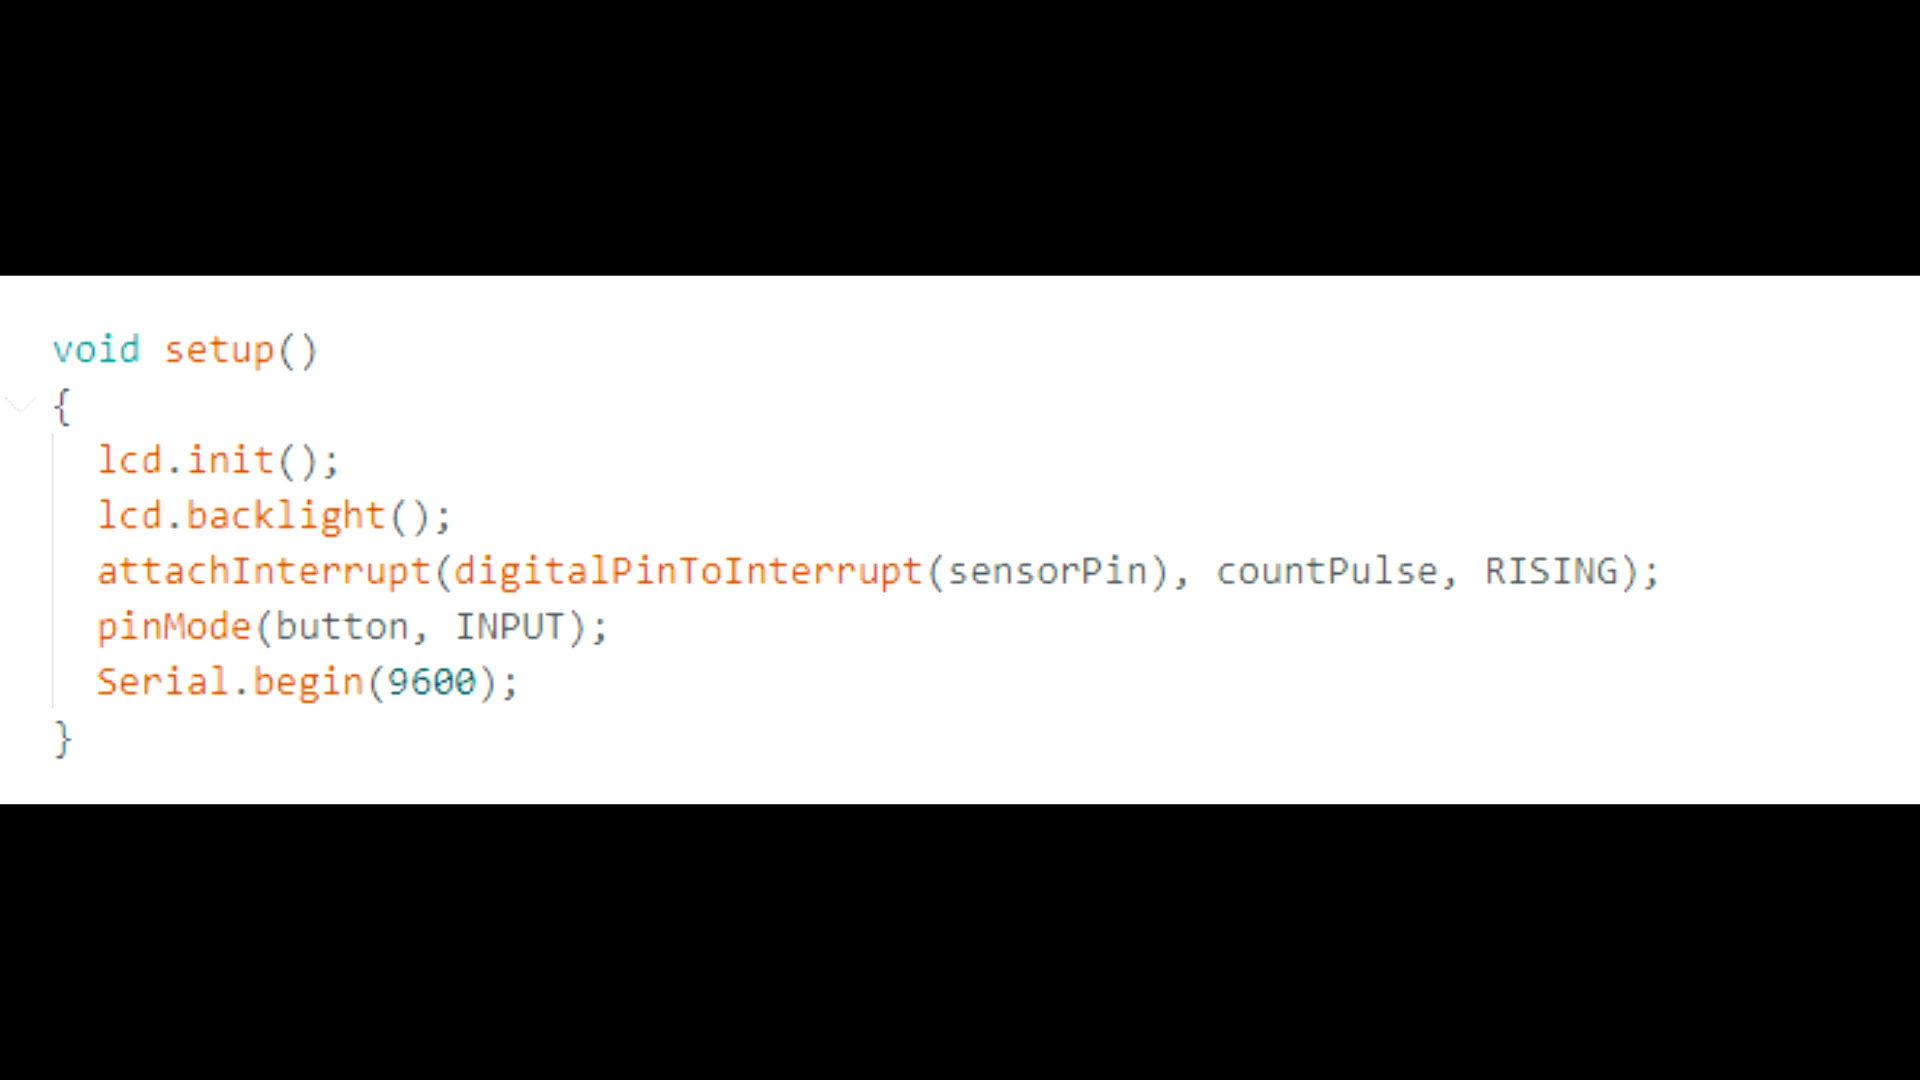 void setup()
{
lcd.init();
lcd.backlight();
attachInterrupt(digitalPinToInterrupt(sensorPin), countPulse, RISING);
pinMode(button, INPUT);
Serial.begin(9600);
}